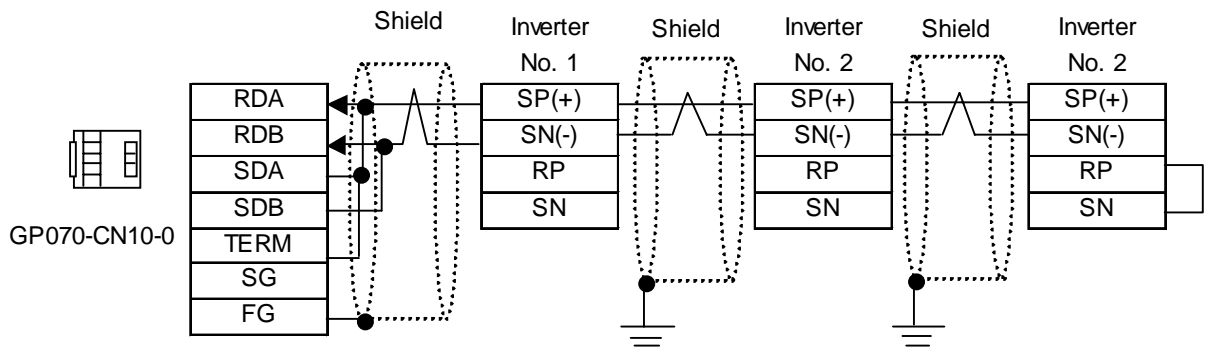 Shield
Inverter
No. 1
Shield
Inverter
No. 2
Shield
Inverter
No. 2
GP070-CN10-0
RDA
RDB
SDA
SDB
TERM
SG
FG
SP(+)
SN(-)
RP
SN
SP(+)
SN(-)
RP
SN
SP(+)
SN(-)
RP
SN